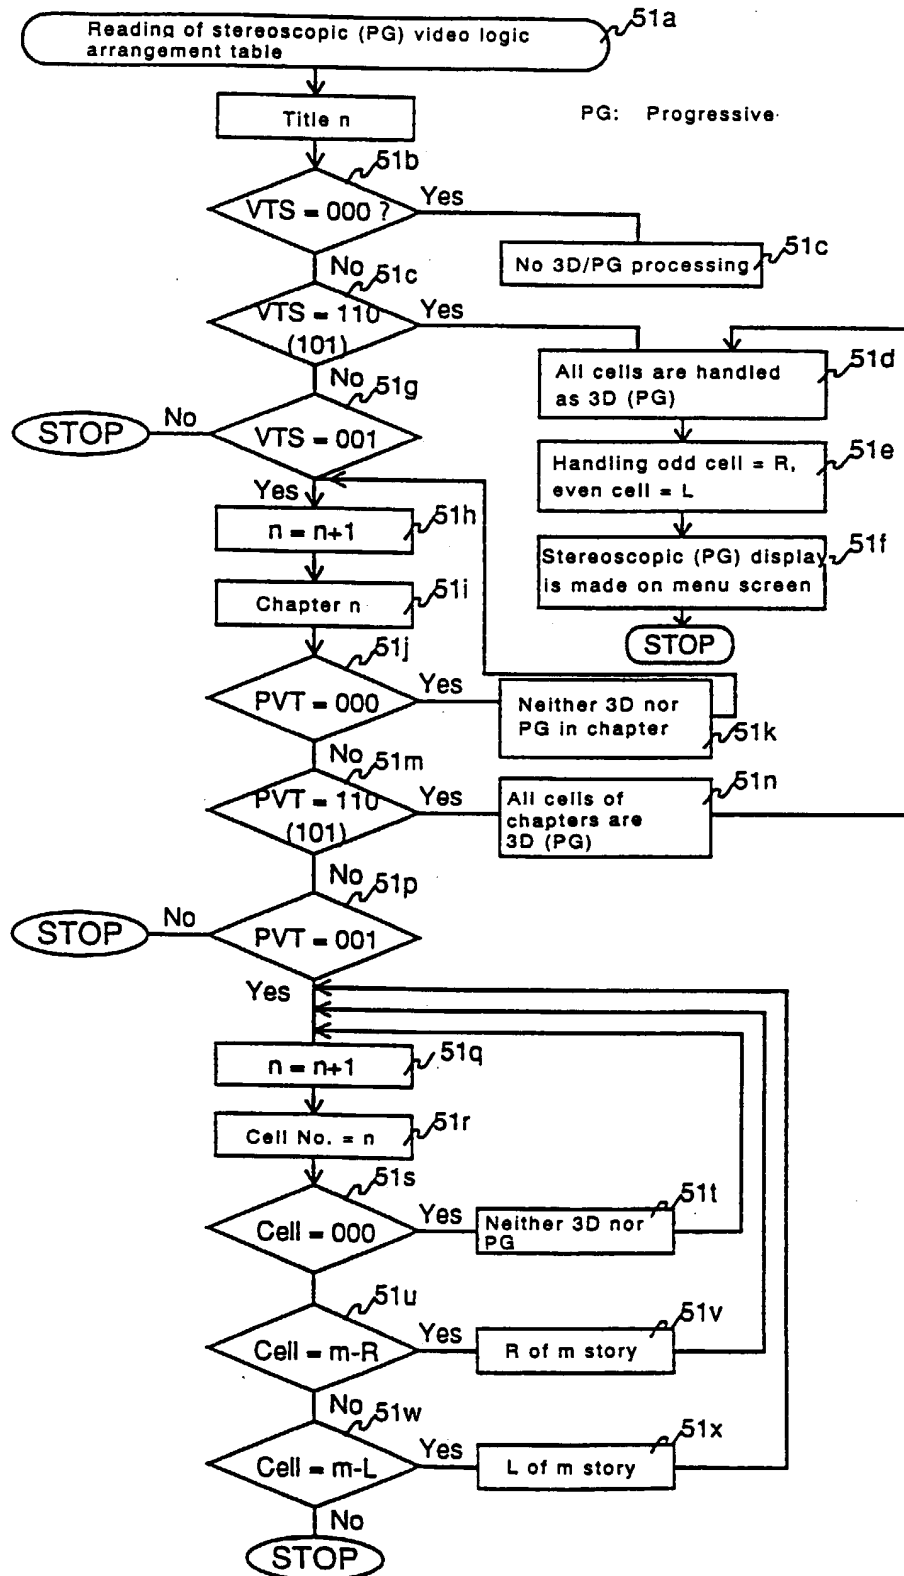 51a
Reading of stereoscopic (PG) video logic
arrangement table
Title n
PG: Progressive
51b
VTS = 000 ?
Yes
51c
No 3D/PG processing
No
51c
VTS = 110
(101)
Yes
51d
All cells are handled
as 3D (PG)
No
51g
VTS = 001
No
STOP
51e
Handling odd cell = R,
even cell = L
Yes
51h
n = n+1
51f
Stereoscopic (PG) display
is made on menu screen
STOP
51i
Chapter n
51j
PVT = 000
Yes
Neither 3D nor
PG in chapter
51k
No
51m
PVT = 110
(101)
Yes
51n
All cells of
chapters are
3D (PG)
No
51p
PVT = 001
No
STOP
Yes
51q
n = n+1
51r
Cell No. = n
51s
Cell = 000
Yes
51t
Neither 3D nor
PG
51u
Cell = m-R
Yes
51v
R of m story
No
51w
Cell = m-L
Yes
51x
L of m story
No
STOP